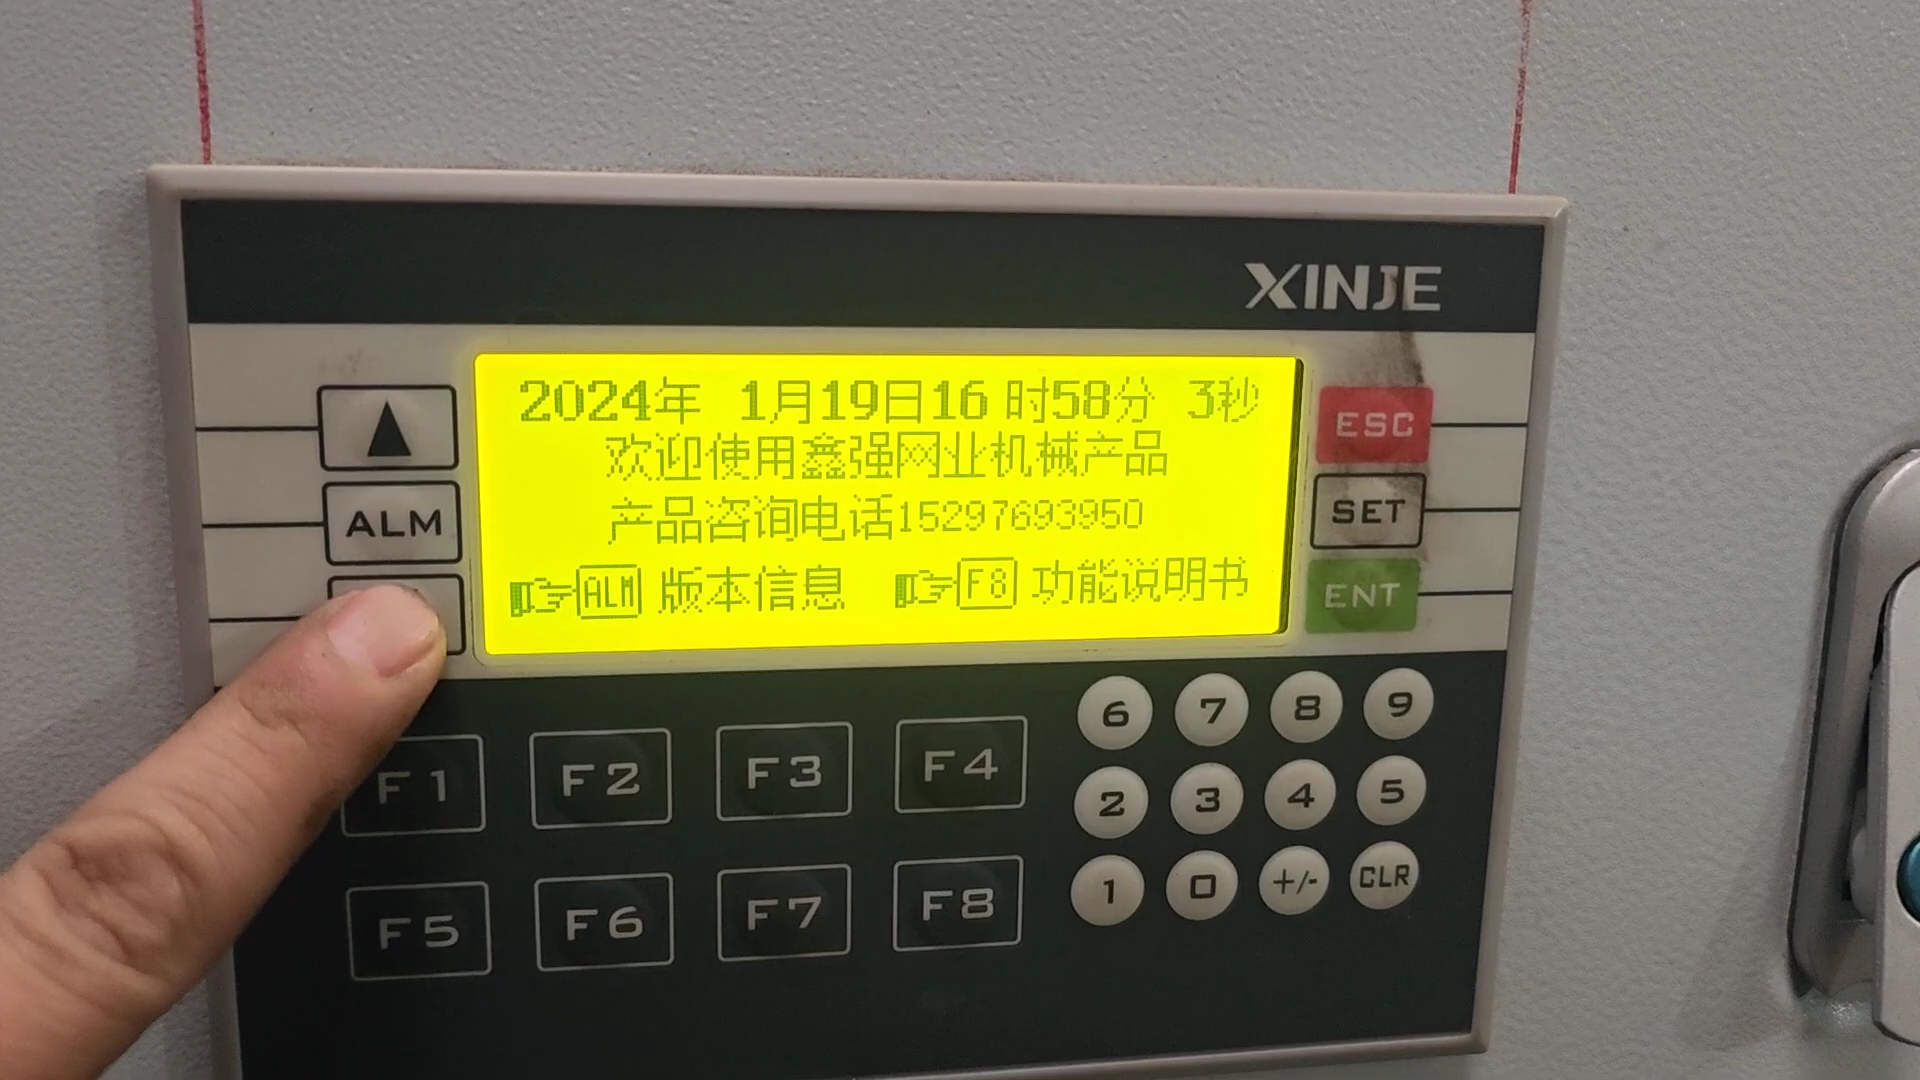 XINJE
2024年 1月19日16时58分 3秒
欢迎使用鑫强网业机械产品
产品咨询电话15297693950
ALM 版本信息 F8 功能说明书
ALM
ESC
SET
ENT
F1 F2 F3 F4
F5 F6 F7 F8
6 7 8 9
2 3 4 5
1 0 +/- CLR